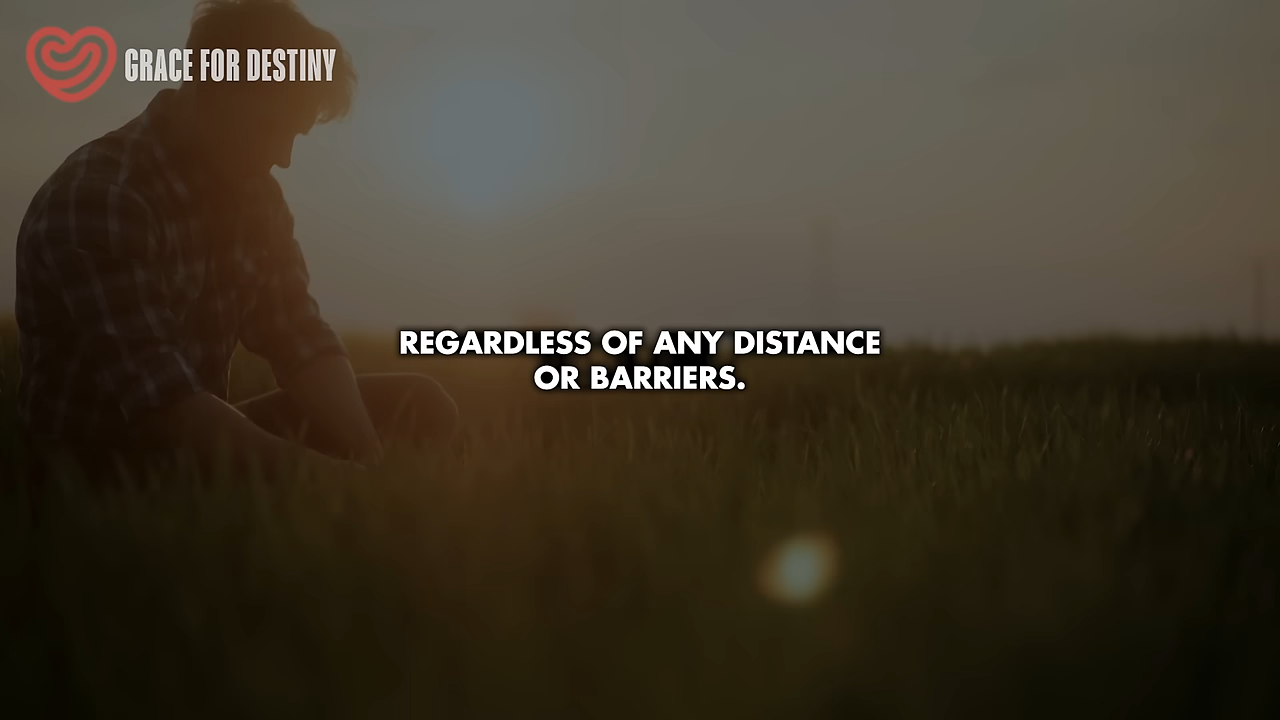 GRACE FOR DESTINY
REGARDLESS OF ANY DISTANCE
OR BARRIERS.